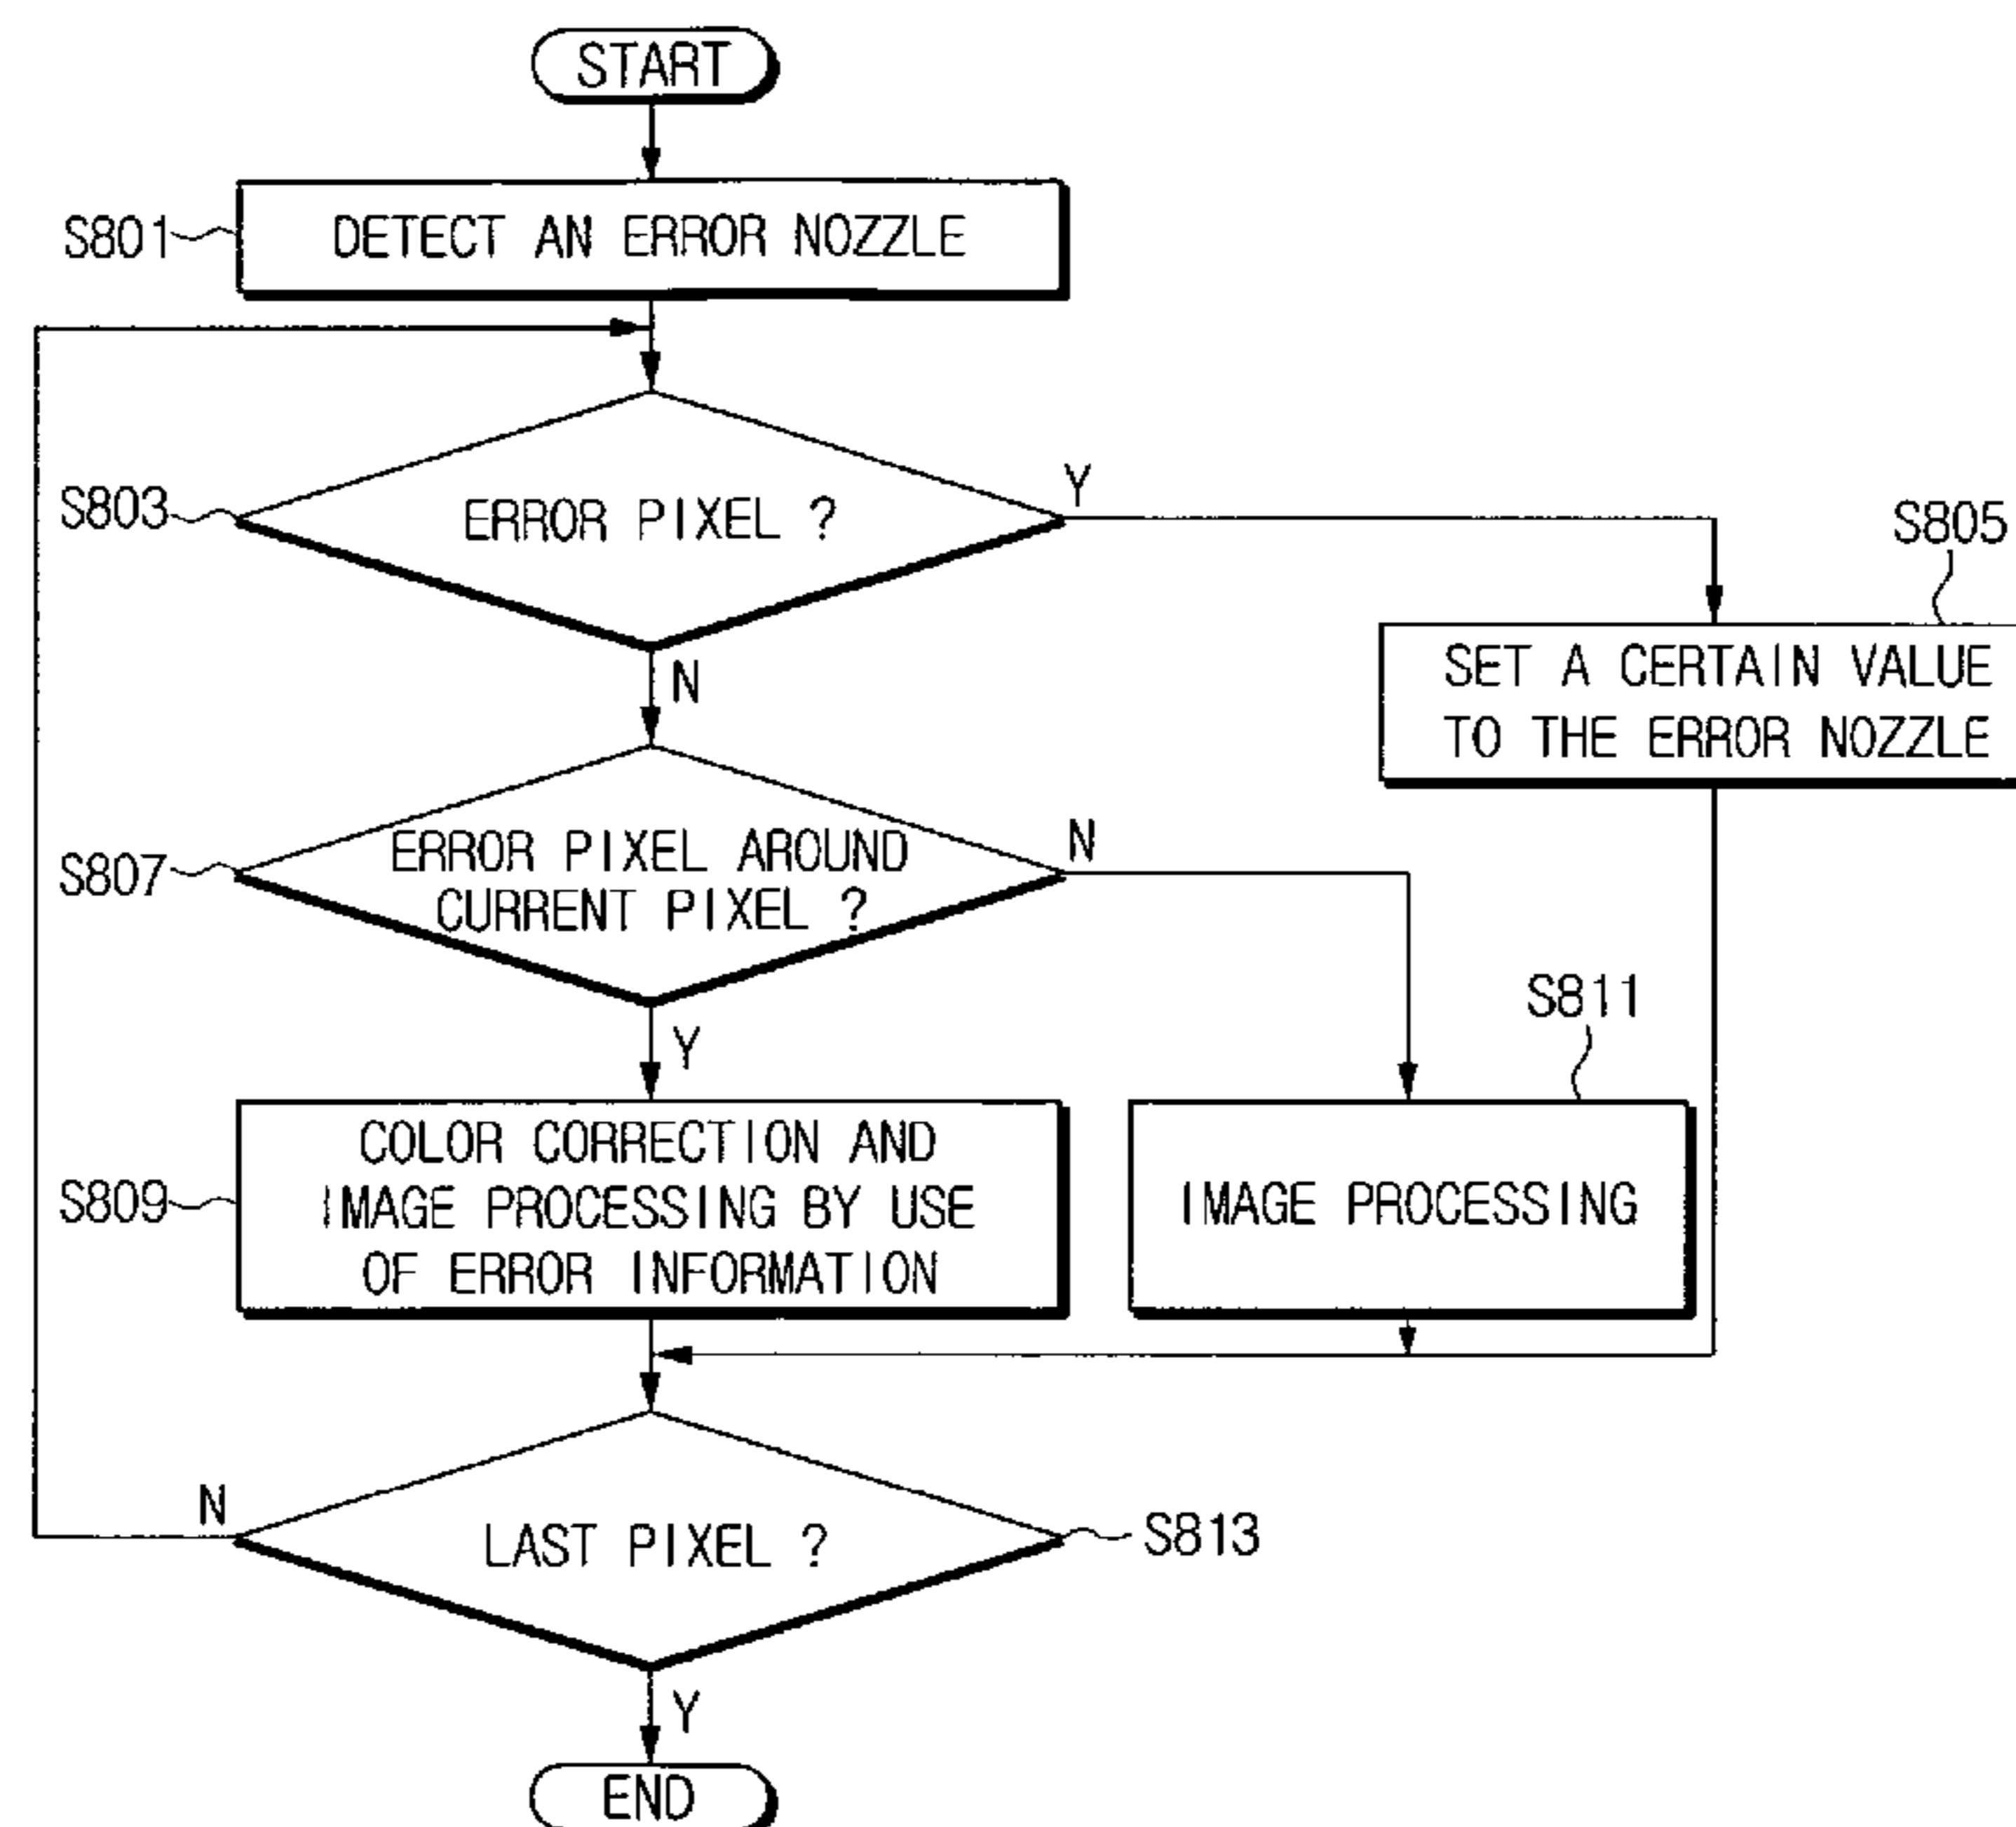 START
S801
DETECT AN ERROR NOZZLE
S803
ERROR PIXEL ?
Y
N
S805
SET A CERTAIN VALUE
TO THE ERROR NOZZLE
S807
ERROR PIXEL AROUND
CURRENT PIXEL ?
N
Y
S809
COLOR CORRECTION AND
IMAGE PROCESSING BY USE
OF ERROR INFORMATION
S811
IMAGE PROCESSING
N
LAST PIXEL ?
S813
Y
END